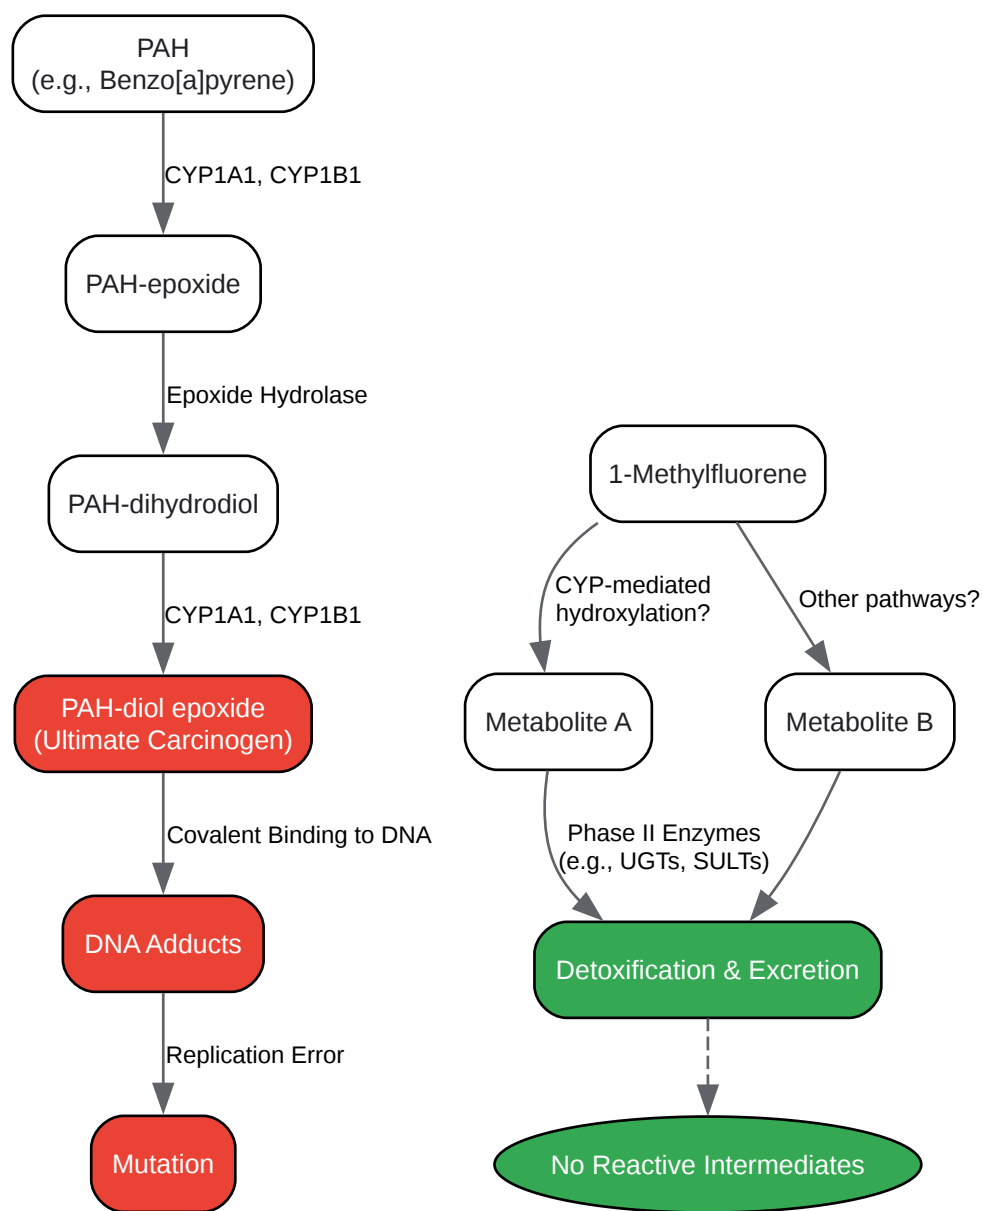 PAH
(e.g., Benzo[a]pyrene)
CYP1A1, CYP1B1
PAH-epoxide
Epoxide Hydrolase
PAH-dihydrodiol
CYP1A1, CYP1B1
PAH-diol epoxide
(Ultimate Carcinogen)
Covalent Binding to DNA
DNA Adducts
Replication Error
Mutation
1-Methylfluorene
CYP-mediated
hydroxylation?
Other pathways?
Metabolite A
Metabolite B
Phase II Enzymes
(e.g., UGTs, SULTs)
Detoxification & Excretion
No Reactive Intermediates